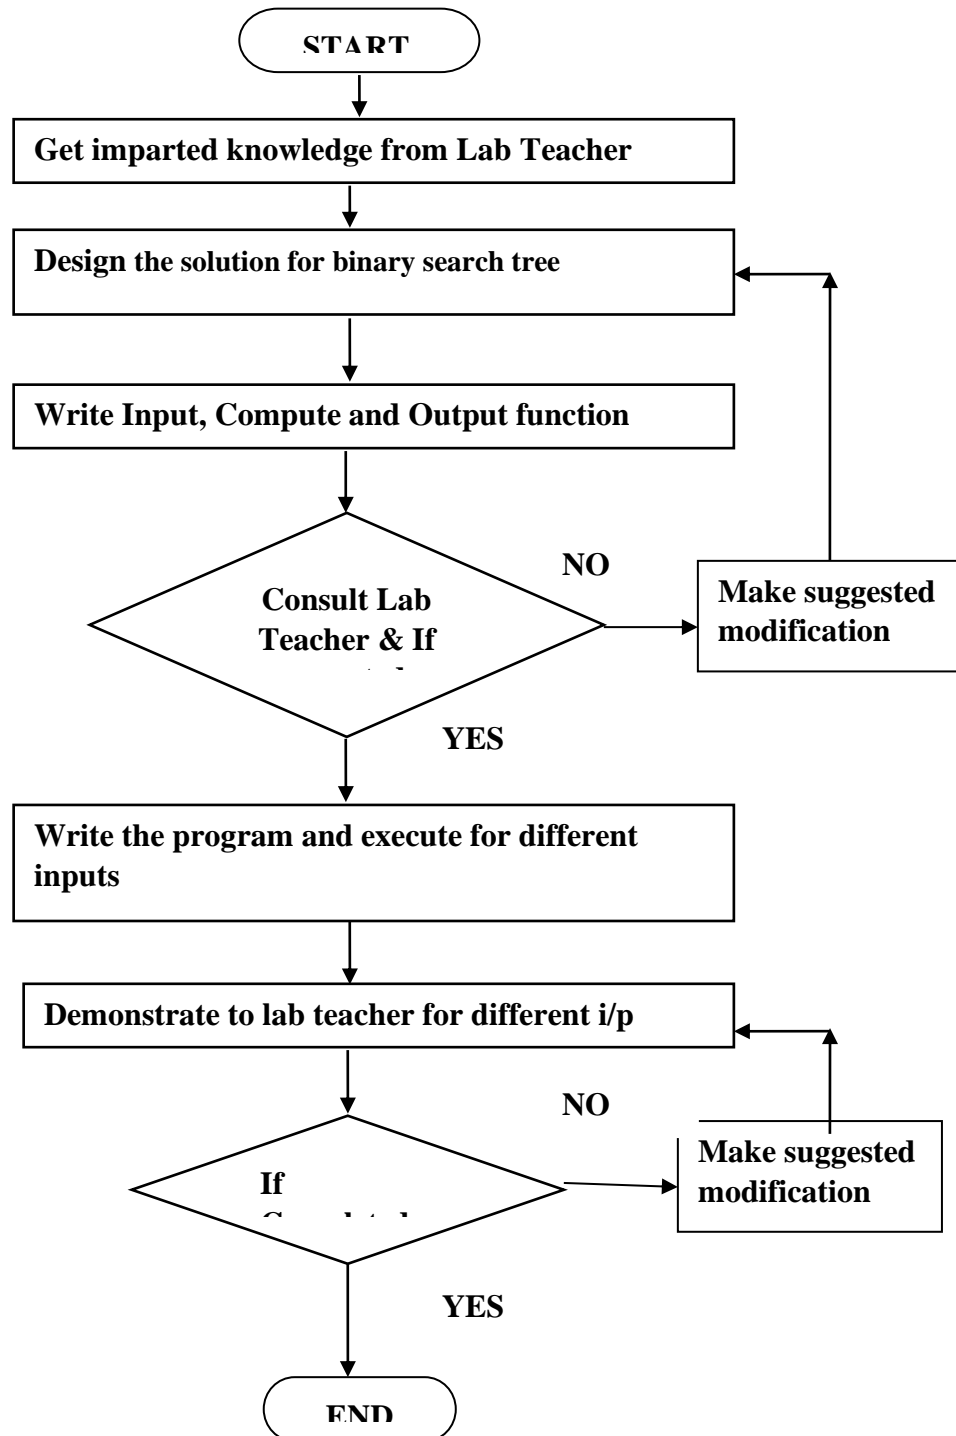 START
Get imparted knowledge from Lab Teacher
Design the solution for binary search tree
Write Input, Compute and Output function
NO
Make suggested
modification
Consult Lab
Teacher & If
YES
Write the program and execute for different
inputs
Demonstrate to lab teacher for different i/p
NO
Make suggested
modification
If
YES
END